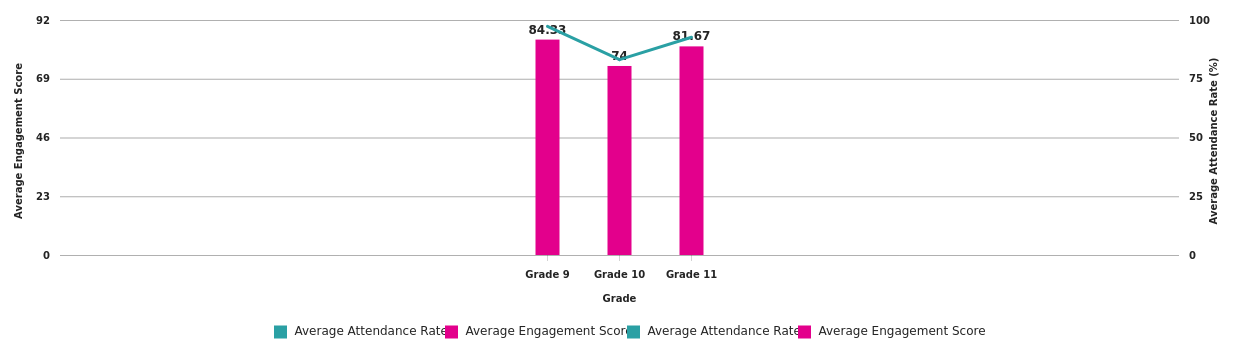 92
69
46
23
0
Average Engagement Score
84.33
74
81.67
100
75
50
25
0
Average Attendance Rate (%)
Grade 9
Grade 10
Grade 11
Grade
Average Attendance Rate
Average Engagement Score
Average Attendance Rate
Average Engagement Score